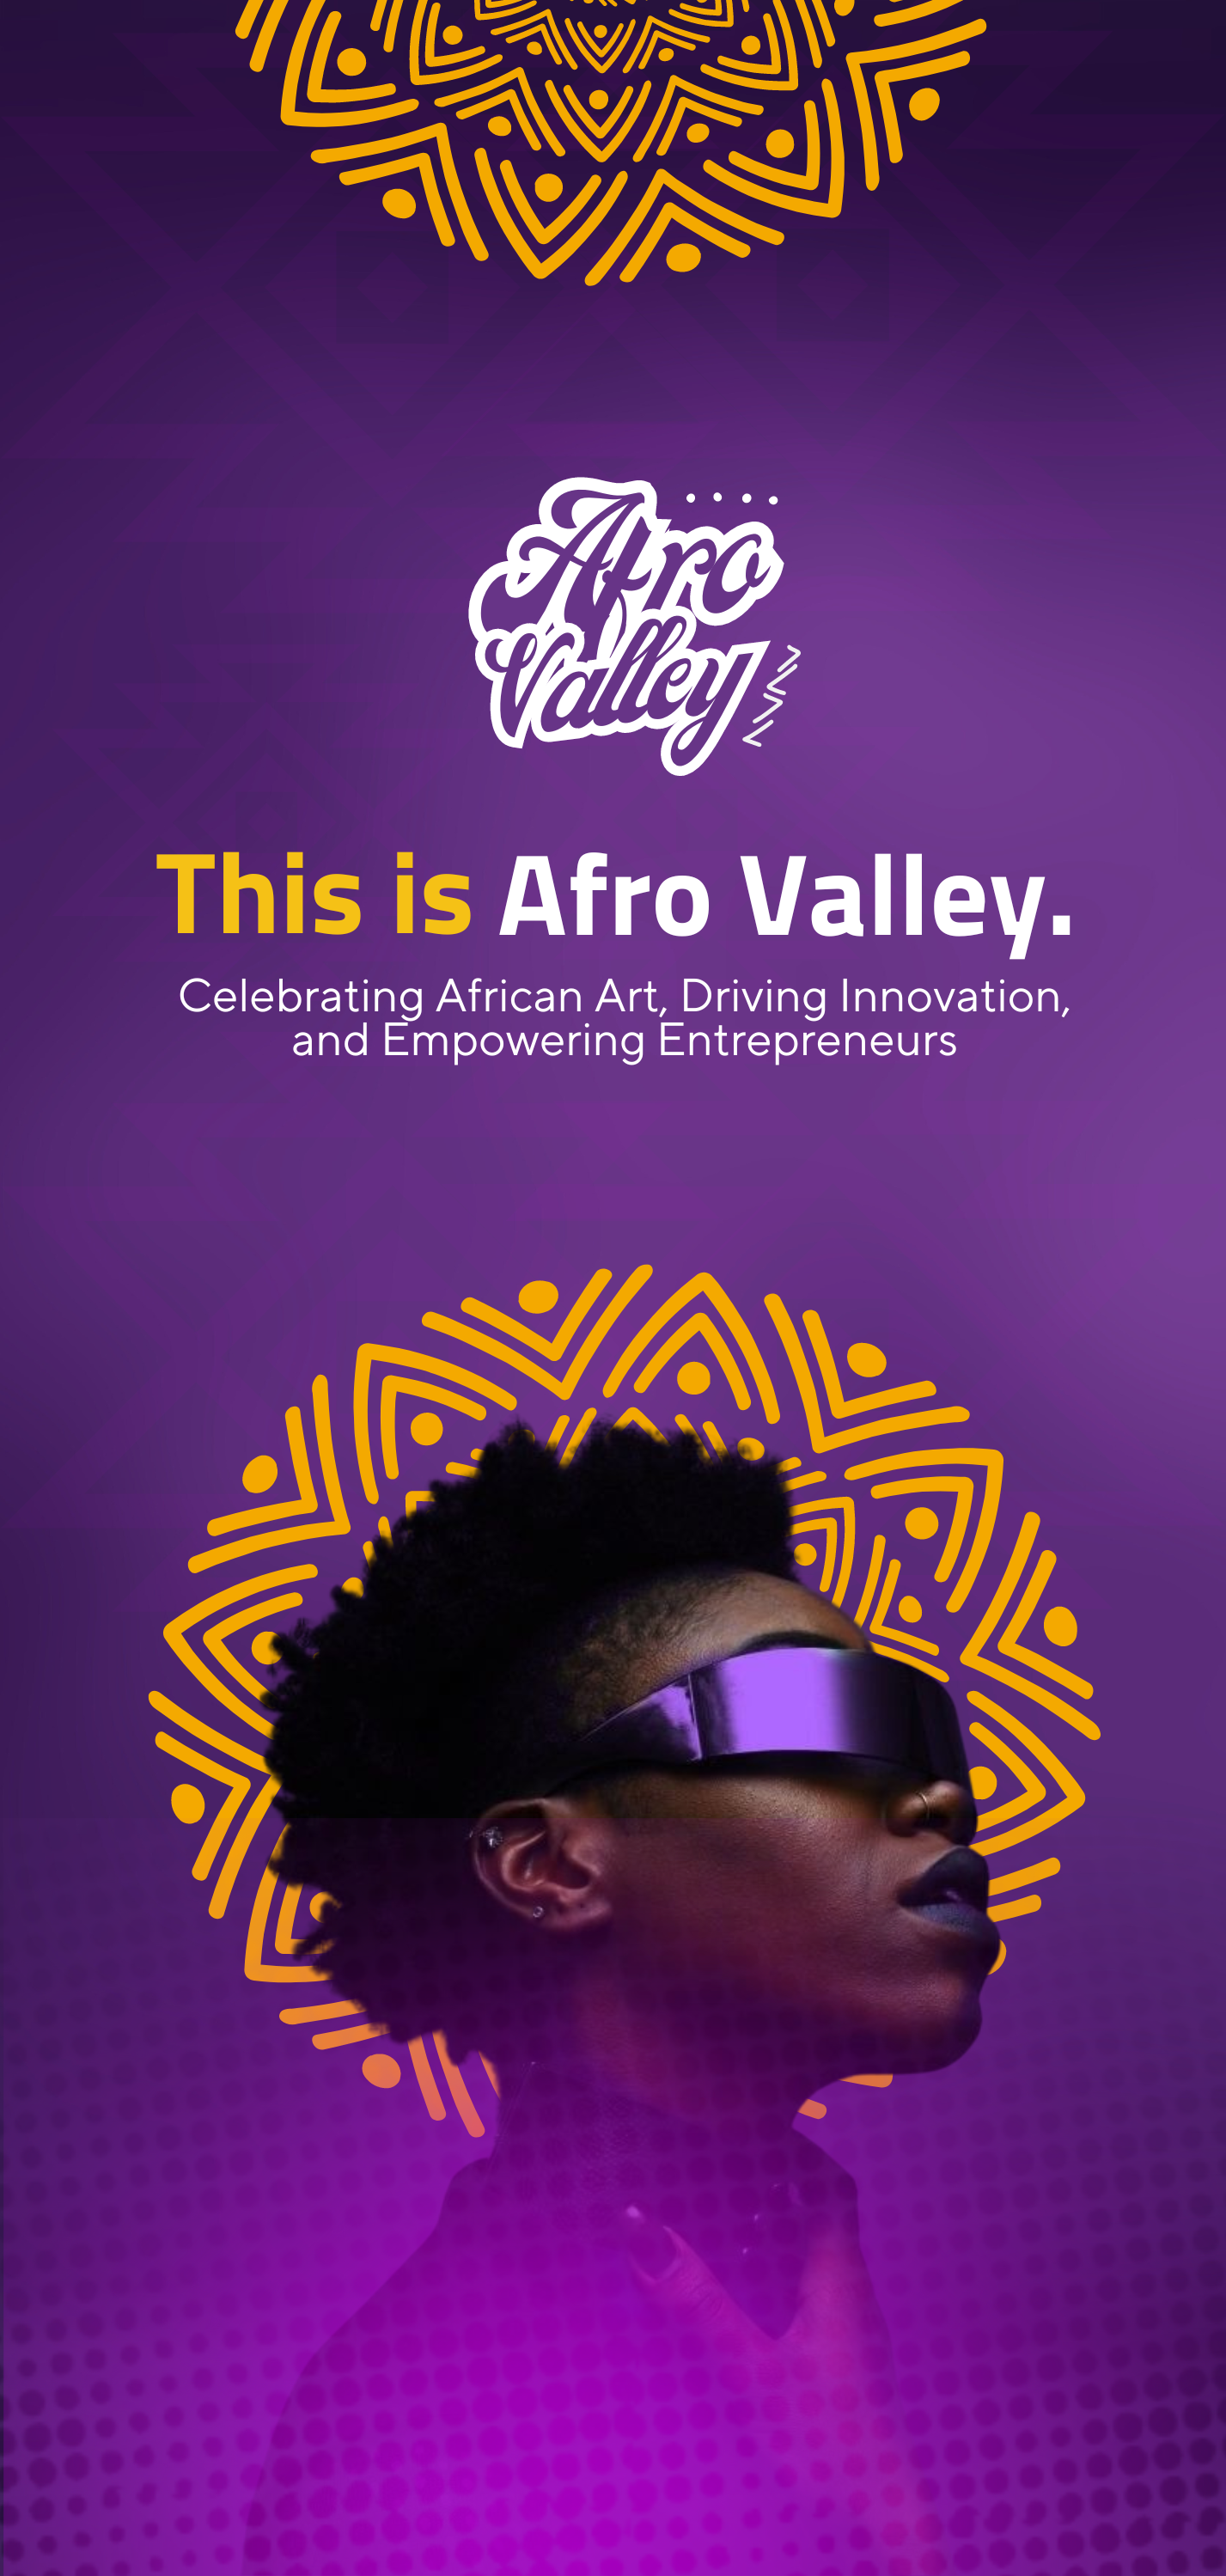 Afro
Valley
This is Afro Valley.
Celebrating African Art, Driving Innovation,
and Empowering Entrepreneurs